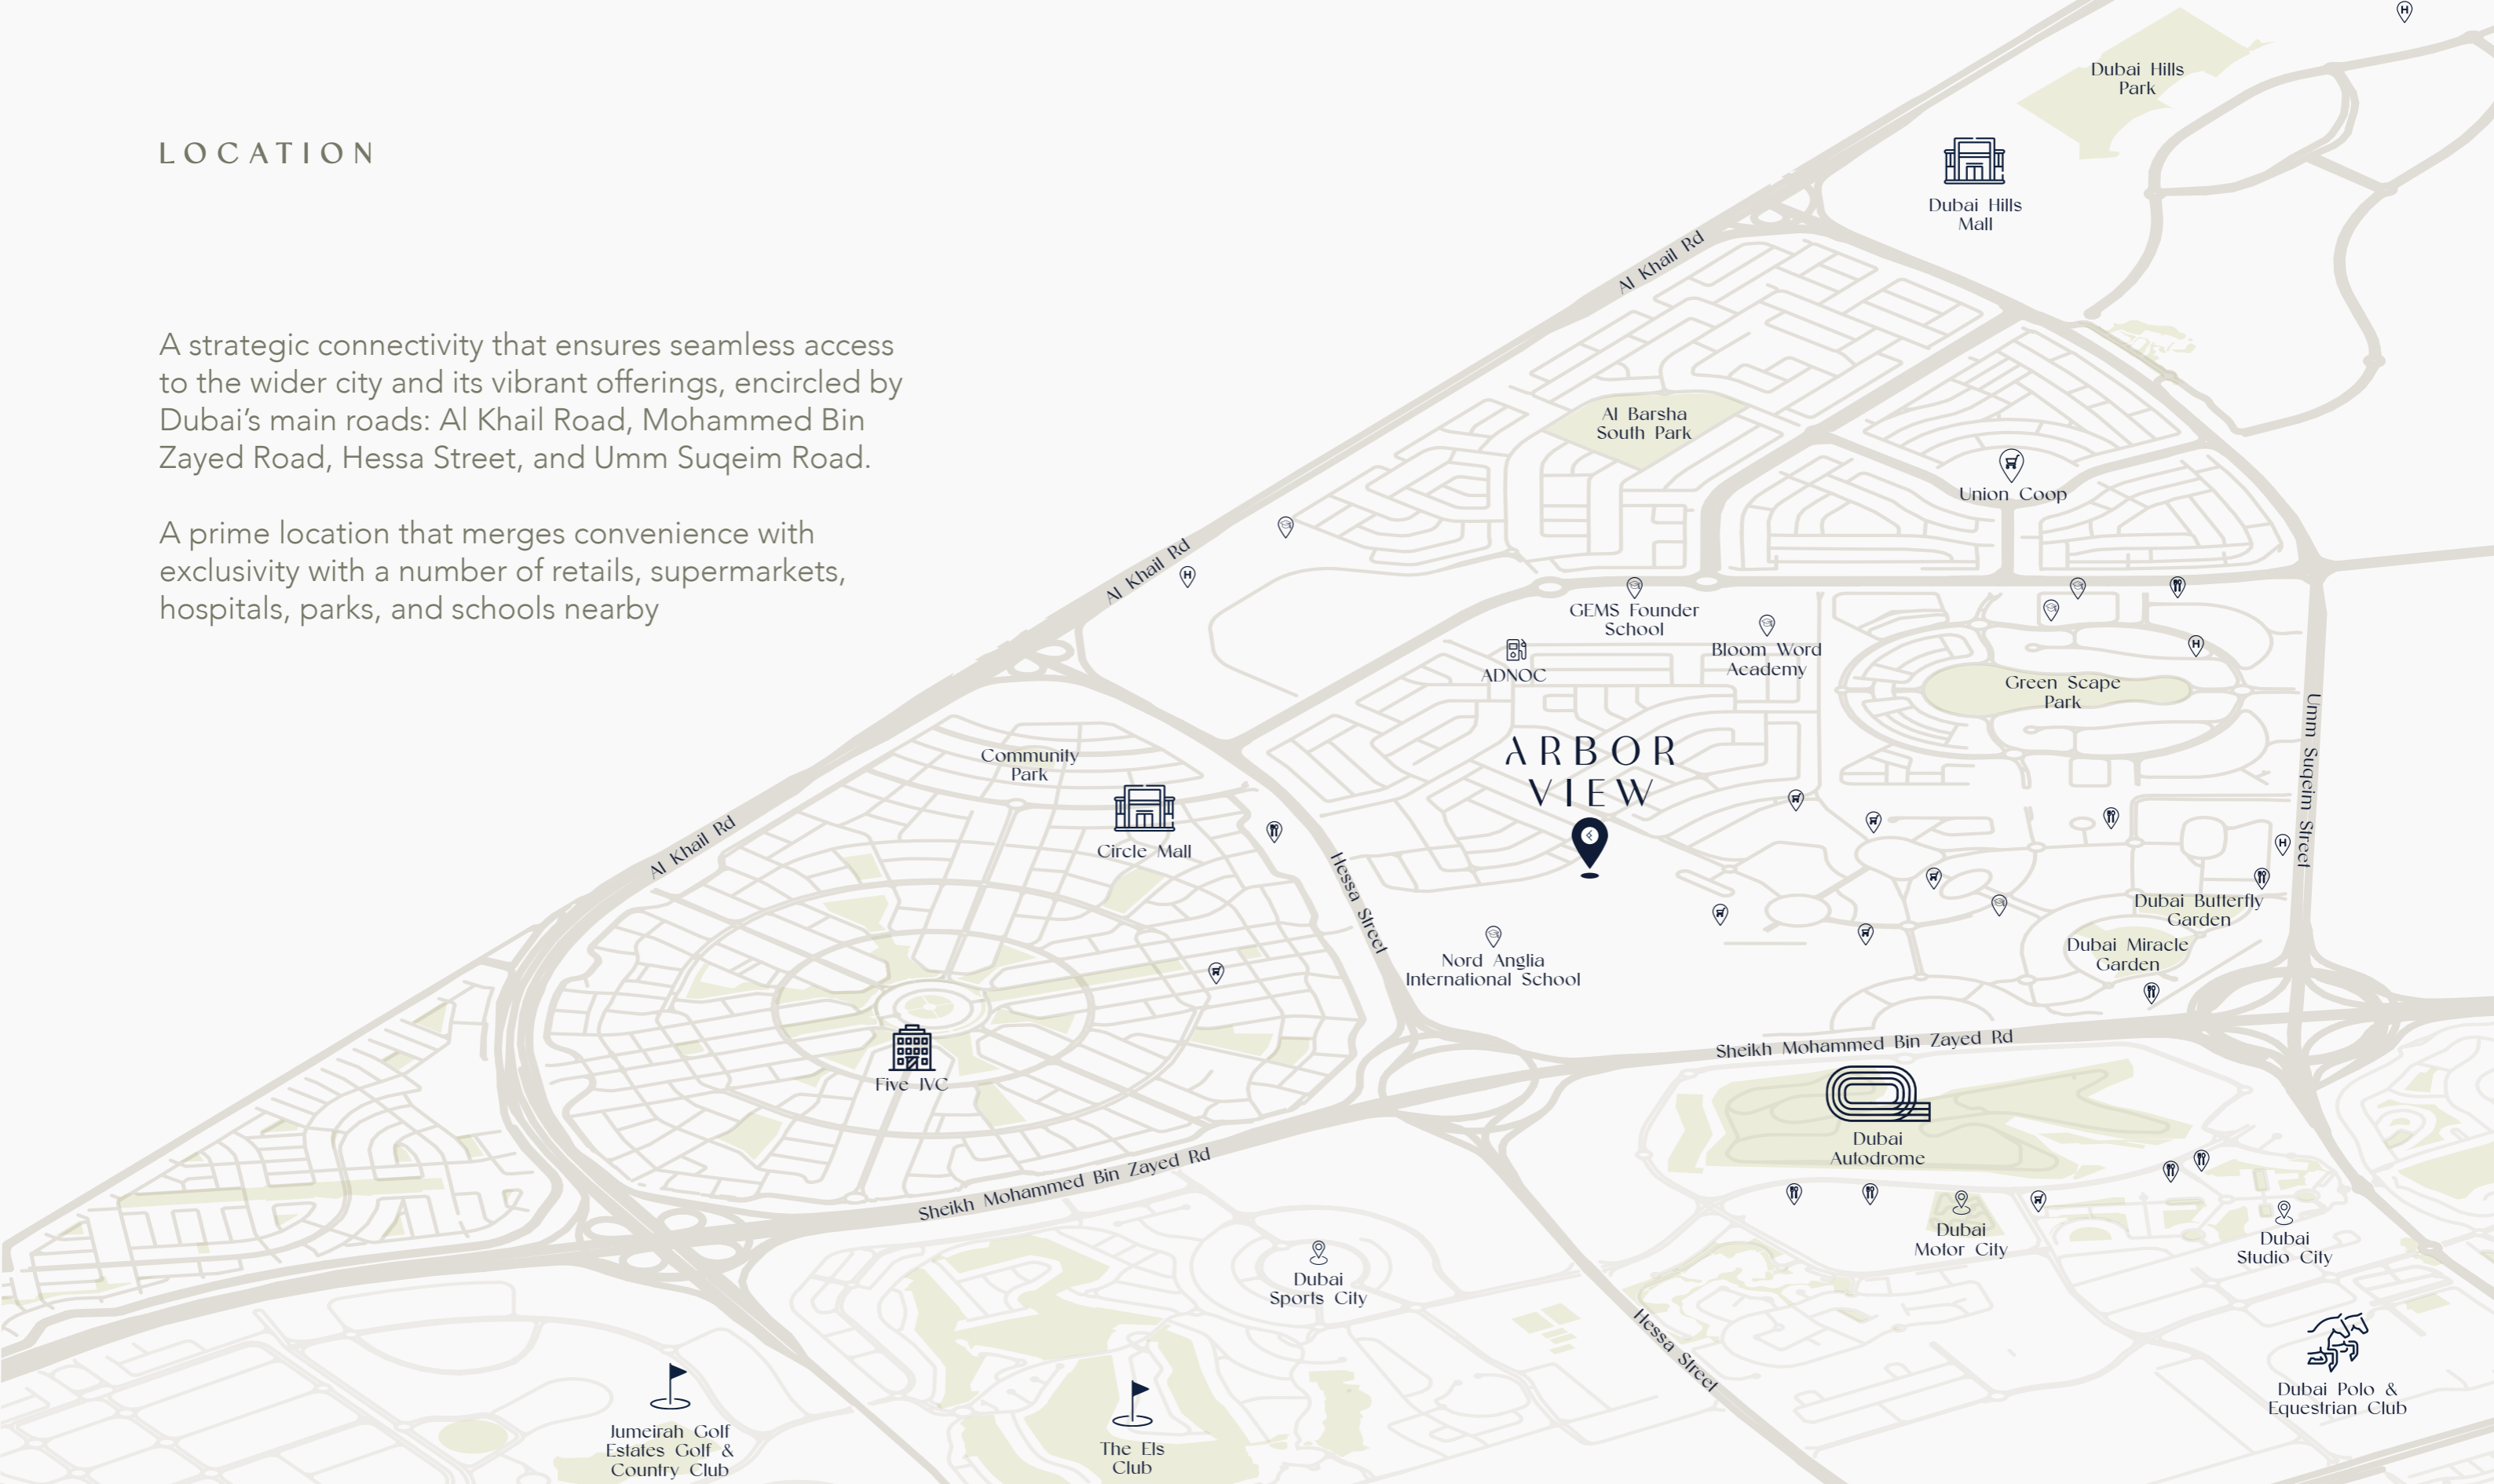 LOCATION
A strategic connectivity that ensures seamless access
to the wider city and its vibrant offerings, encircled by
Dubai’s main roads: Al Khail Road, Mohammed Bin
Zayed Road, Hessa Street, and Umm Suqeim Road.
A prime location that merges convenience with
exclusivity with a number of retails, supermarkets,
hospitals, parks, and schools nearby
H
Dubai Hills
Park
Dubai Hills
Mall
Al Khail Rd
Al Barsha
South Park
Union Coop
Al Khail Rd
H
GEMS Founder
School
Bloom Word
Academy
ADNOC
H
Green Scape
Park
Umm Suqeim Street
ARBOR
VIEW
Community
Park
Circle Mall
Al Khail Rd
Hessa Street
H
Dubai Butterfly
Garden
Dubai Miracle
Garden
Nord Anglia
International School
Five JVC
Sheikh Mohammed Bin Zayed Rd
Dubai
Autodrome
Sheikh Mohammed Bin Zayed Rd
Dubai
Motor City
Dubai
Studio City
Dubai
Sports City
Hessa Street
Dubai Polo &
Equestrian Club
Jumeirah Golf
Estates Golf &
Country Club
The Els
Club